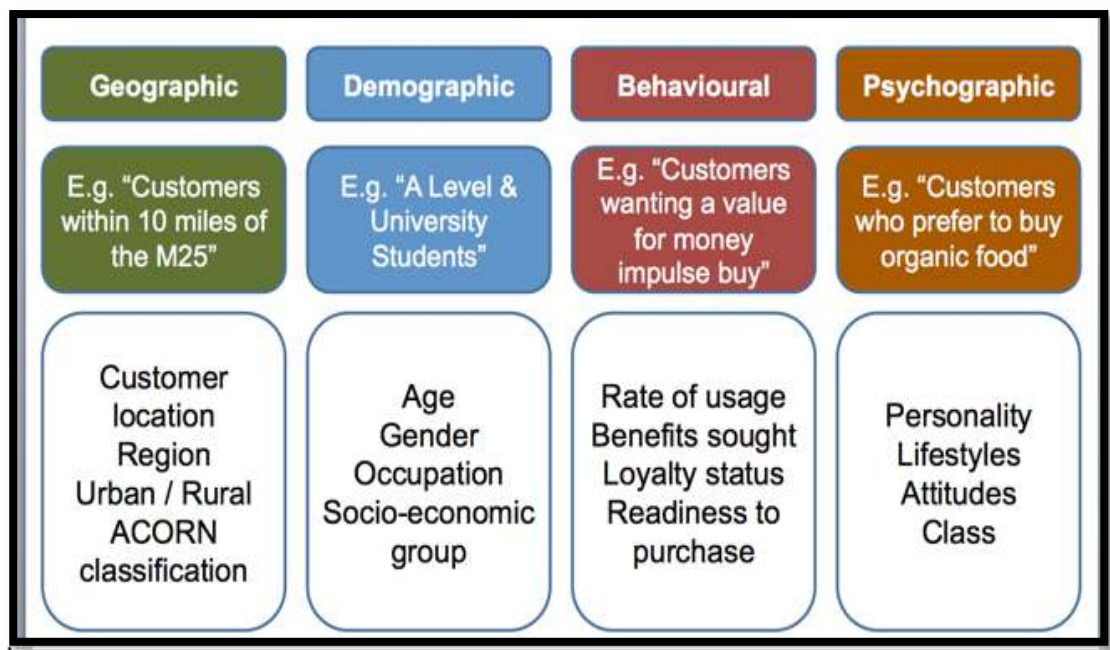 Geographic
Demographic
Behavioural
Psychographic
E.g. “Customers
within 10 miles of
the M25”
E.g. “A Level &
University
Students”
E.g. “Customers
wanting a value
for money
impulse buy”
E.g. “Customers
who prefer to buy
organic food”
Customer
location
Region
Urban / Rural
ACORN
classification
Age
Gender
Occupation
Socio-economic
group
Rate of usage
Benefits sought
Loyalty status
Readiness to
purchase
Personality
Lifestyles
Attitudes
Class